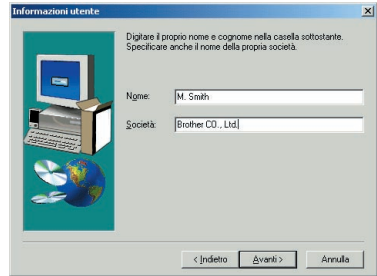 Informazioni utente
Digitare il proprio nome e cognome nella casella sottostante.
Specificare anche il nome della propria società.
Nome: M. Smith
Società: Brother CO., Ltd.
< Indietro Avanti > Annulla